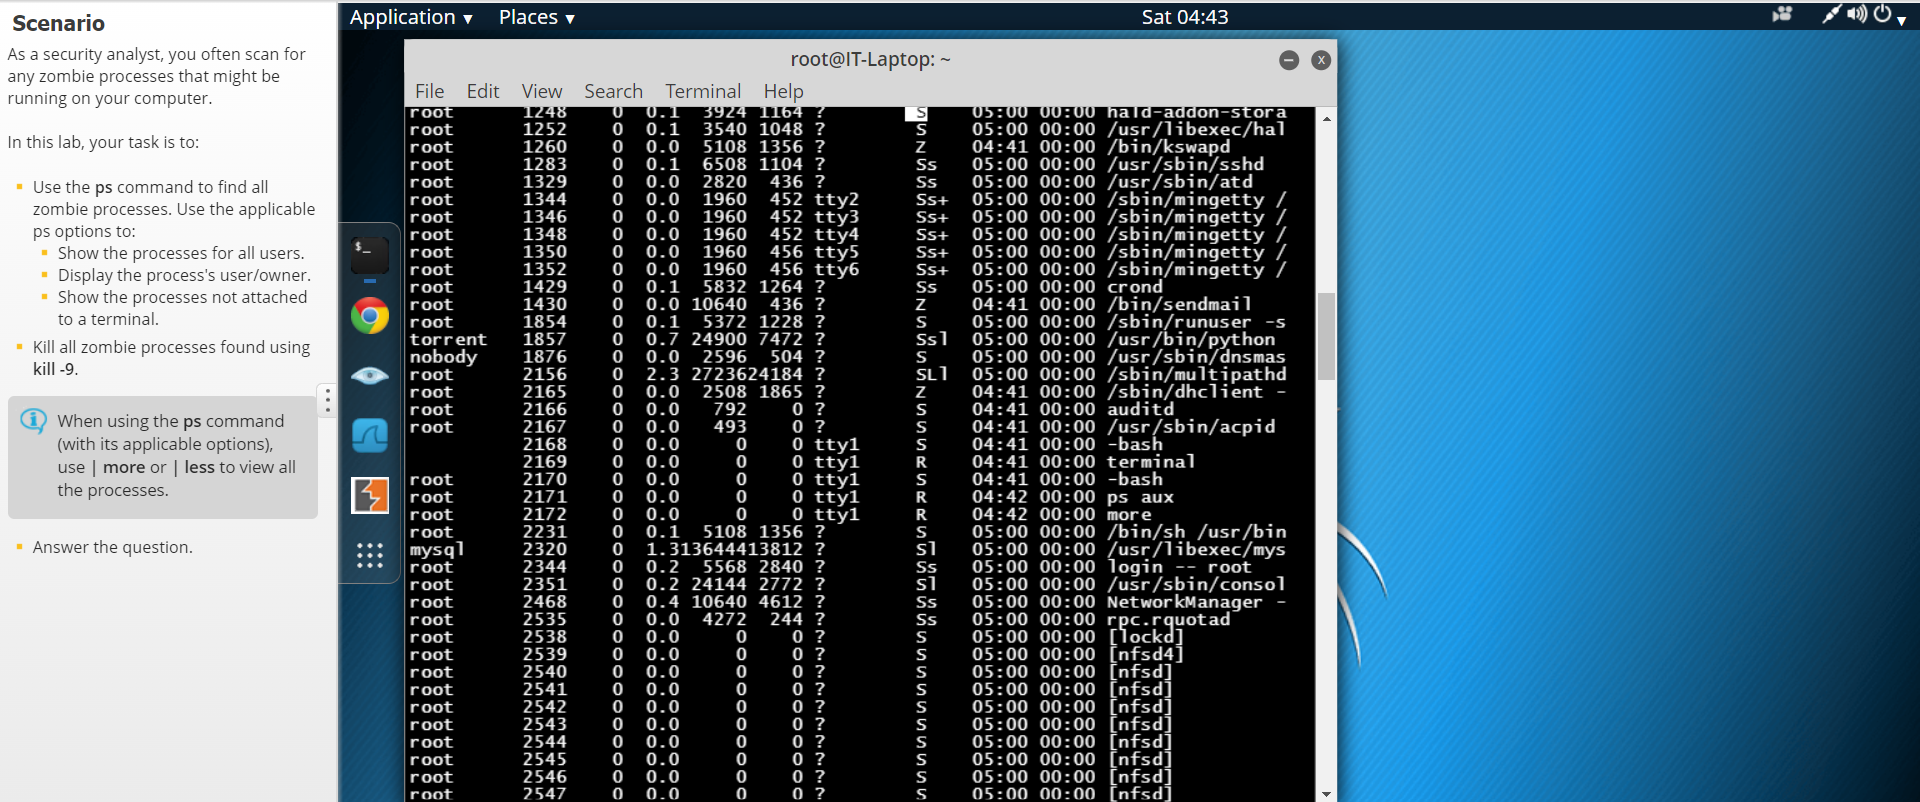 Scenario
As a security analyst, you often scan for
any zombie processes that might be
running on your computer.
In this lab, your task is to:
Use the ps command to find all
zombie processes. Use the applicable
ps options to:
Show the processes for all users.
Display the process's user/owner.
Show the processes not attached
to a terminal.
Kill all zombie processes found using
kill -9.
When using the ps command
(with its applicable options),
use | more or | less to view all
the processes.
Answer the question.
Application ▾ Places ▾ Sat 04:43
root@IT-Laptop: ~
File Edit View Search Terminal Help
root 1248 0 0.1 3924 1164 ? S 05:00 00:00 hald-addon-stora
root 1252 0 0.1 3540 1048 ? S 05:00 00:00 /usr/libexec/hal
root 1260 0 0.0 5108 1356 ? Z 04:41 00:00 /bin/kswapd
root 1283 0 0.1 6508 1104 ? Ss 05:00 00:00 /usr/sbin/sshd
root 1329 0 0.0 2820 436 ? Ss 05:00 00:00 /usr/sbin/atd
root 1344 0 0.0 1960 452 tty2 Ss+ 05:00 00:00 /sbin/mingetty /
root 1346 0 0.0 1960 452 tty3 Ss+ 05:00 00:00 /sbin/mingetty /
root 1348 0 0.0 1960 452 tty4 Ss+ 05:00 00:00 /sbin/mingetty /
root 1350 0 0.0 1960 456 tty5 Ss+ 05:00 00:00 /sbin/mingetty /
root 1352 0 0.0 1960 456 tty6 Ss+ 05:00 00:00 /sbin/mingetty /
root 1429 0 0.1 5832 1264 ? Ss 05:00 00:00 crond
root 1430 0 0.0 10640 436 ? Z 04:41 00:00 /bin/sendmail
root 1854 0 0.1 5372 1228 ? S 05:00 00:00 /sbin/runuser -s
torrent 1857 0 0.7 24900 7472 ? Ssl 05:00 00:00 /usr/bin/python
nobody 1876 0 0.0 2596 504 ? S 05:00 00:00 /usr/sbin/dnsmas
root 2156 0 2.3 2723624184 ? SLl 05:00 00:00 /sbin/multipathd
root 2165 0 0.0 2508 1865 ? Z 04:41 00:00 /sbin/dhclient -
root 2166 0 0.0 792 0 ? S 04:41 00:00 auditd
root 2167 0 0.0 493 0 ? S 04:41 00:00 /usr/sbin/acpid
2168 0 0.0 0 0 tty1 S 04:41 00:00 -bash
2169 0 0.0 0 0 tty1 R 04:41 00:00 terminal
root 2170 0 0.0 0 0 tty1 S 04:41 00:00 -bash
root 2171 0 0.0 0 0 tty1 R 04:42 00:00 ps aux
root 2172 0 0.0 0 0 tty1 R 04:42 00:00 more
root 2231 0 0.1 5108 1356 ? S 05:00 00:00 /bin/sh /usr/bin
mysql 2320 0 1.313644413812 ? Sl 05:00 00:00 /usr/libexec/mys
root 2344 0 0.2 5568 2840 ? Ss 05:00 00:00 login -- root
root 2351 0 0.2 24144 2772 ? Sl 05:00 00:00 /usr/sbin/consol
root 2468 0 0.4 10640 4612 ? Ss 05:00 00:00 NetworkManager -
root 2535 0 0.0 4272 244 ? Ss 05:00 00:00 rpc.rquotad
root 2538 0 0.0 0 0 ? S 05:00 00:00 [lockd]
root 2539 0 0.0 0 0 ? S 05:00 00:00 [nfsd4]
root 2540 0 0.0 0 0 ? S 05:00 00:00 [nfsd]
root 2541 0 0.0 0 0 ? S 05:00 00:00 [nfsd]
root 2542 0 0.0 0 0 ? S 05:00 00:00 [nfsd]
root 2543 0 0.0 0 0 ? S 05:00 00:00 [nfsd]
root 2544 0 0.0 0 0 ? S 05:00 00:00 [nfsd]
root 2545 0 0.0 0 0 ? S 05:00 00:00 [nfsd]
root 2546 0 0.0 0 0 ? S 05:00 00:00 [nfsd]
root 2547 0 0.0 0 0 ? S 05:00 00:00 [nfsd]